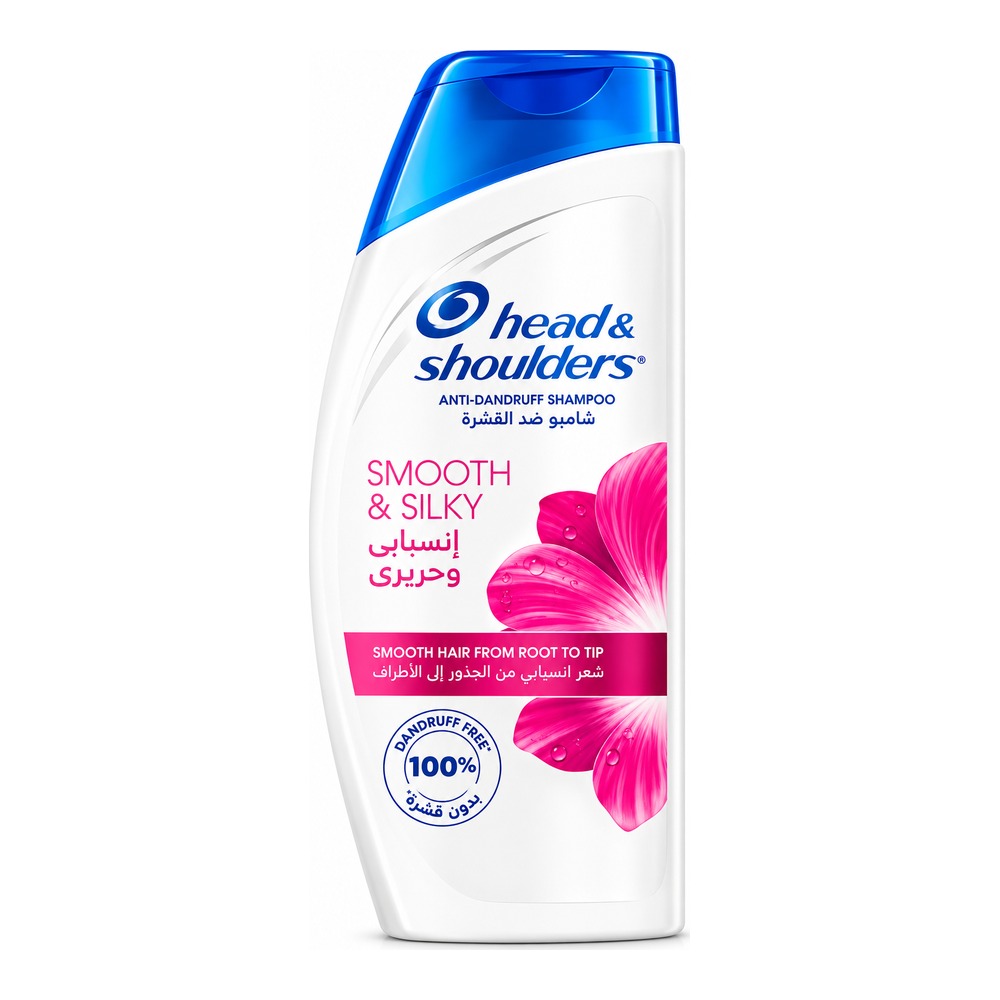 head &
shoulders®
ANTI-DANDRUFF SHAMPOO
شامبو ضد القشرة
SMOOTH
& SILKY
إنسبابى
وحريرى
SMOOTH HAIR FROM ROOT TO TIP
شعر انسيابي من الجذور إلى الأطراف
DANDRUFF FREE*
100%
بدون قشرة*